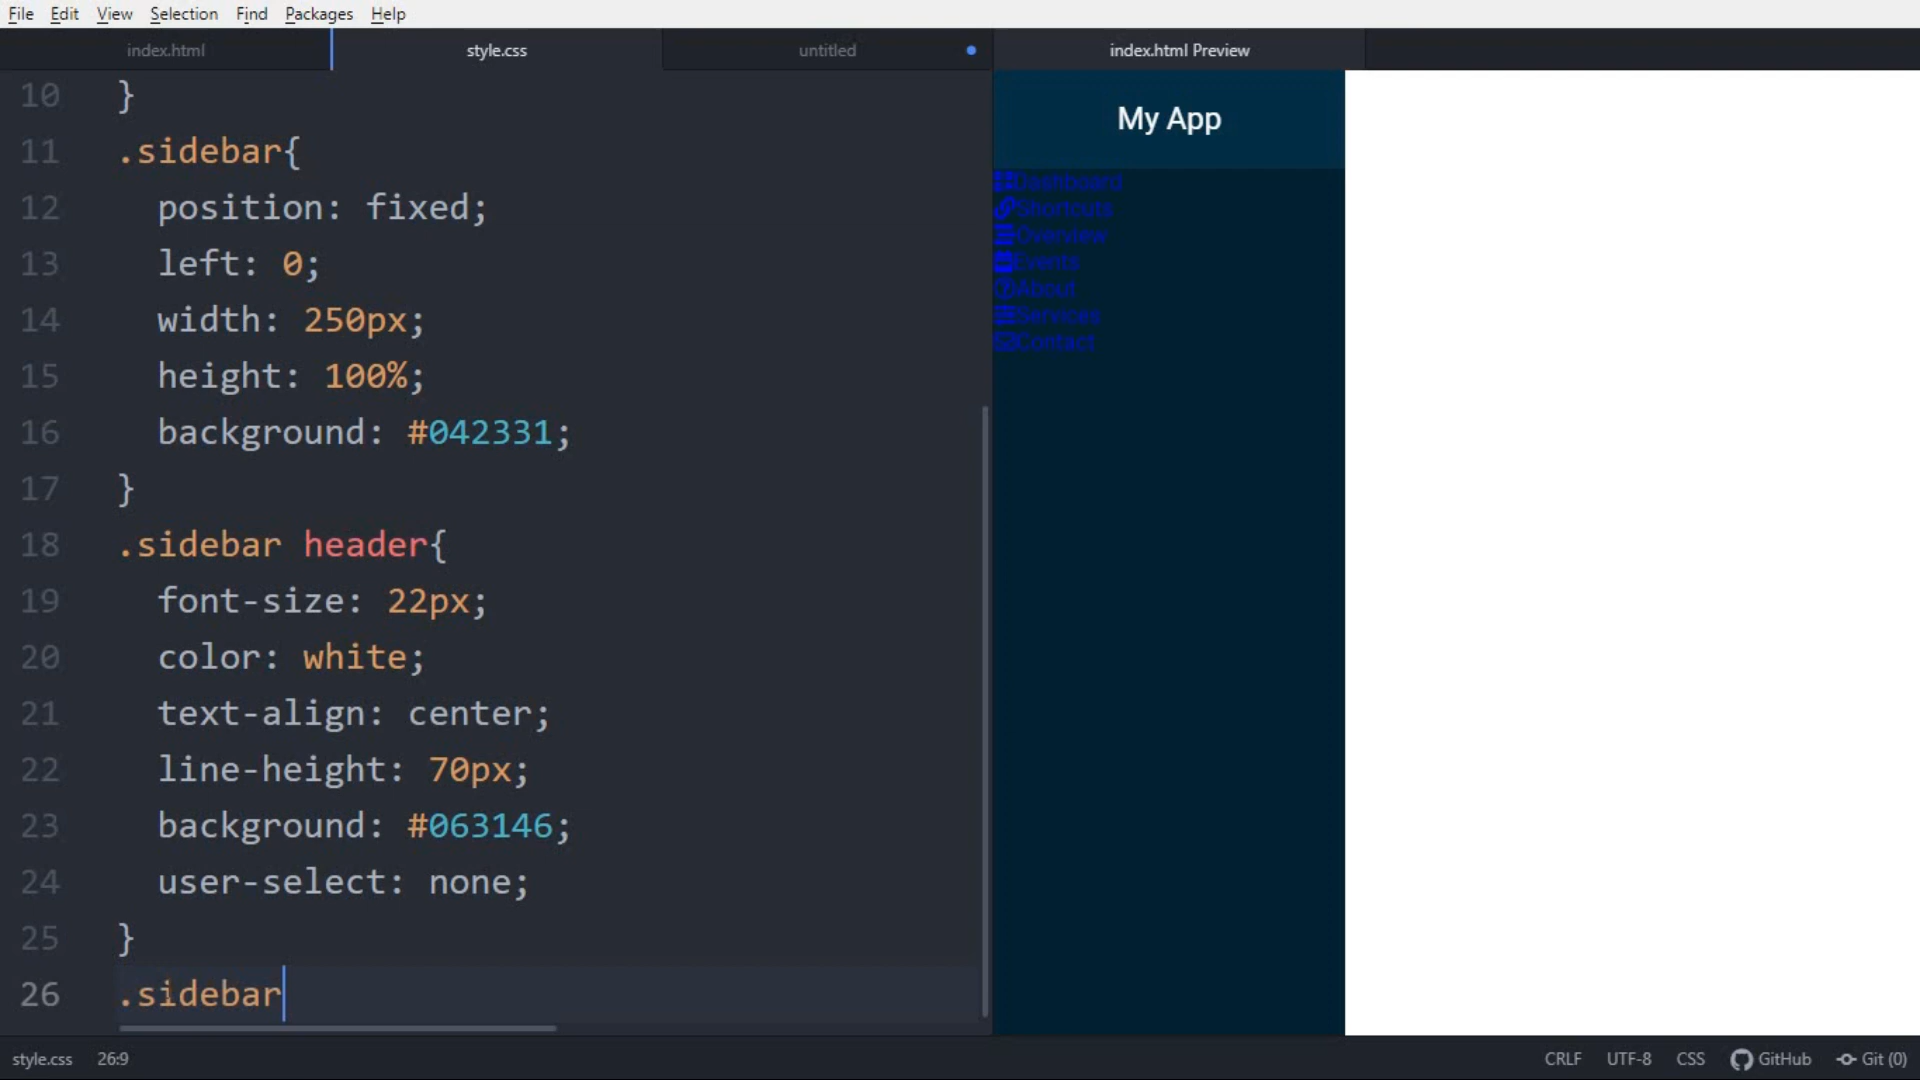 File Edit View Selection Find Packages Help
index.html style.css untitled index.html Preview
10 }
11 .sidebar{
12 position: fixed;
13 left: 0;
14 width: 250px;
15 height: 100%;
16 background: #042331;
17 }
18 .sidebar header{
19 font-size: 22px;
20 color: white;
21 text-align: center;
22 line-height: 70px;
23 background: #063146;
24 user-select: none;
25 }
26 .sidebar
My App
Dashboard
Shortcuts
Overview
Events
About
Services
Contact
style.css 26:9 CRLF UTF-8 CSS GitHub Git (0)